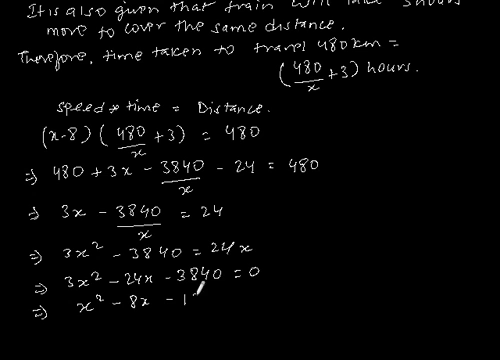 It is also given that train will take 3 hours
more to cover the same distance.
Therefore, time taken to travel 480 km =
(480/x + 3) hours.
Speed * time = Distance.
(x-8) (480/x + 3) = 480
⇒ 480 + 3x - 3840/x - 24 = 480
⇒ 3x - 3840/x = 24
⇒ 3x² - 3840 = 24x
⇒ 3x² - 24x - 3840 = 0
⇒ x² - 8x - 1